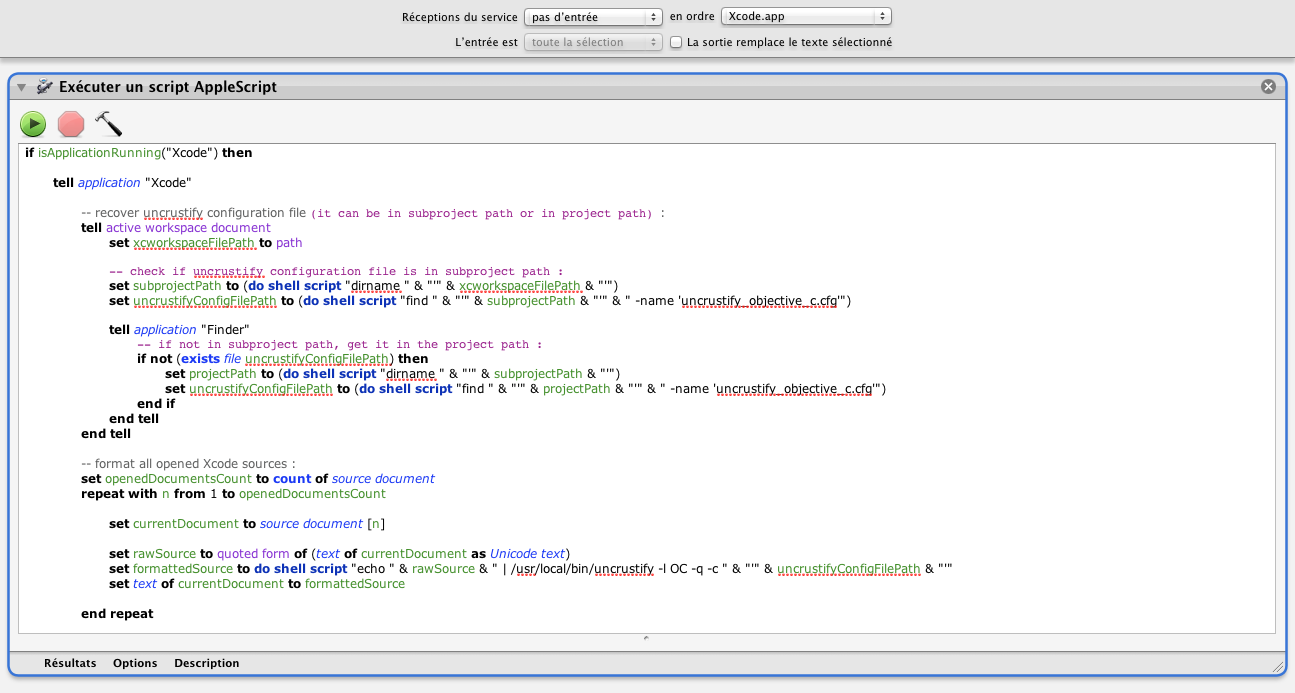 Réceptions du service pas d’entrée en ordre Xcode.app
L’entrée est toute la sélection La sortie remplace le texte sélectionné
Exécuter un script AppleScript
if isApplicationRunning("Xcode") then
tell application "Xcode"
-- recover uncrustify configuration file (it can be in subproject path or in project path) :
tell active workspace document
set xcworkspaceFilePath to path
-- check if uncrustify configuration file is in subproject path :
set subprojectPath to (do shell script "dirname " & "'" & xcworkspaceFilePath & "'")
set uncrustifyConfigFilePath to (do shell script "find " & "'" & subprojectPath & "'" & " -name 'uncrustify_objective_c.cfg'")
tell application "Finder"
-- if not in subproject path, get it in the project path :
if not (exists file uncrustifyConfigFilePath) then
set projectPath to (do shell script "dirname " & "'" & subprojectPath & "'")
set uncrustifyConfigFilePath to (do shell script "find " & "'" & projectPath & "'" & " -name 'uncrustify_objective_c.cfg'")
end if
end tell
end tell
-- format all opened Xcode sources :
set openedDocumentsCount to count of source document
repeat with n from 1 to openedDocumentsCount
set currentDocument to source document [n]
set rawSource to quoted form of (text of currentDocument as Unicode text)
set formattedSource to do shell script "echo " & rawSource & " | /usr/local/bin/uncrustify -l OC -q -c " & "'" & uncrustifyConfigFilePath & "'"
set text of currentDocument to formattedSource
end repeat
Résultats Options Description